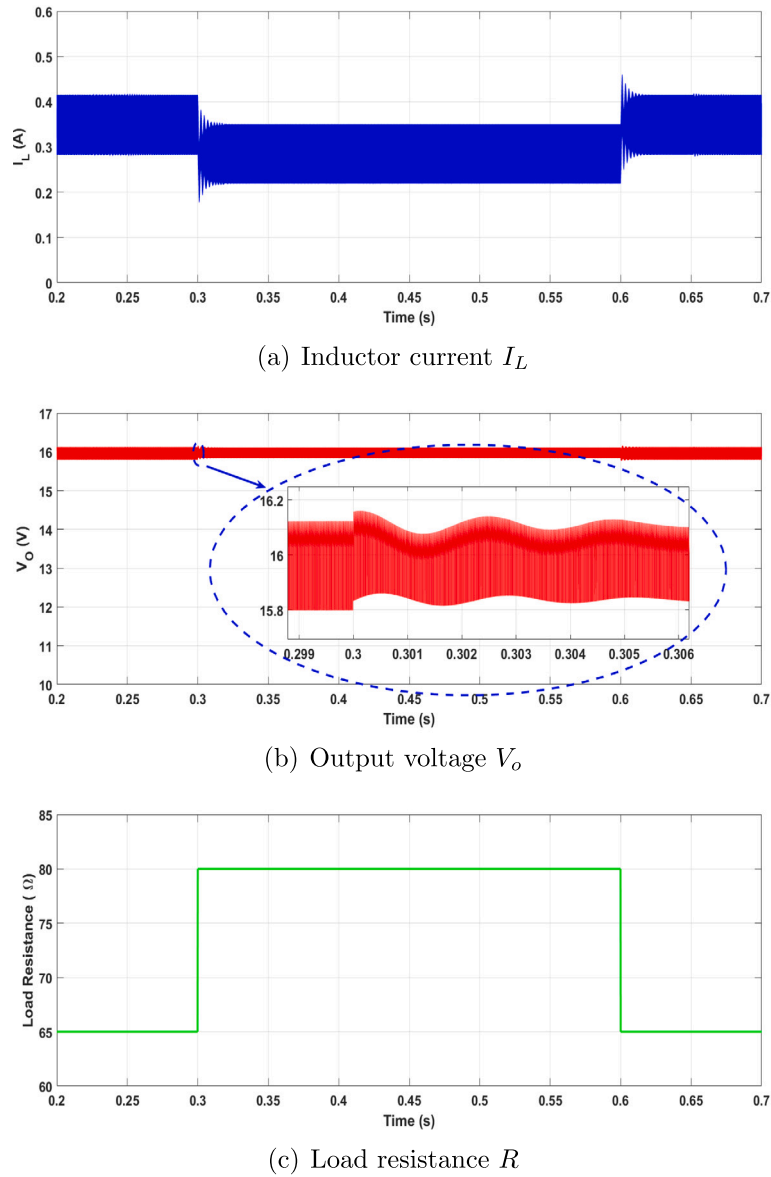 0.6
0.5
0.4
0.3
0.2
0.1
0
I_L (A)
0.2 0.25 0.3 0.35 0.4 0.45 0.5 0.55 0.6 0.65 0.7
Time (s)
(a) Inductor current I_L
17
16
15
14
13
12
11
10
V_O (V)
16.2
16
15.8
0.299 0.3 0.301 0.302 0.303 0.304 0.305 0.306
0.2 0.25 0.3 0.35 0.4 0.45 0.5 0.55 0.6 0.65 0.7
Time (s)
(b) Output voltage V_o
85
80
75
70
65
60
Load Resistance ( Ω)
0.2 0.25 0.3 0.35 0.4 0.45 0.5 0.55 0.6 0.65 0.7
Time (s)
(c) Load resistance R